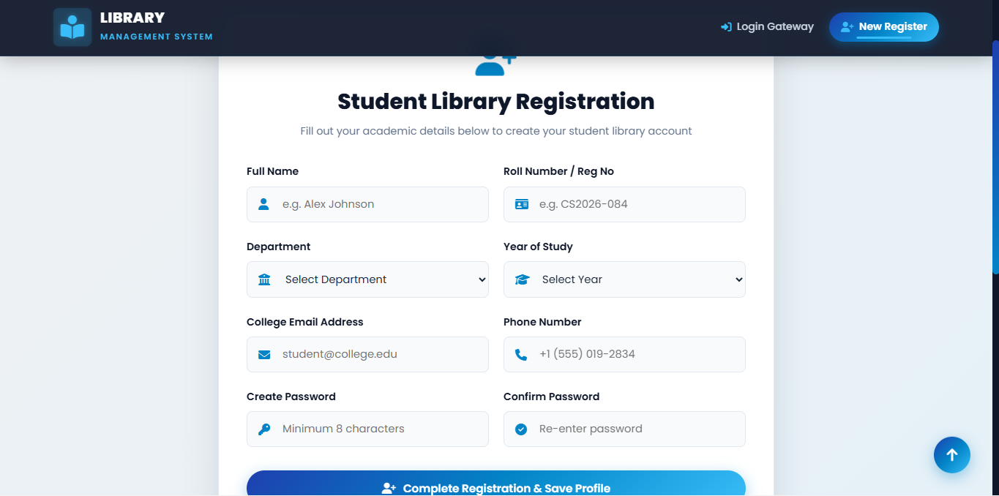 LIBRARY
MANAGEMENT SYSTEM
Login Gateway
New Register
Student Library Registration
Fill out your academic details below to create your student library account
Full Name
Roll Number / Reg No
e.g. Alex Johnson
e.g. CS2026-084
Department
Year of Study
Select Department
Select Year
College Email Address
Phone Number
student@college.edu
+1 (555) 019-2834
Create Password
Confirm Password
Minimum 8 characters
Re-enter password
Complete Registration & Save Profile